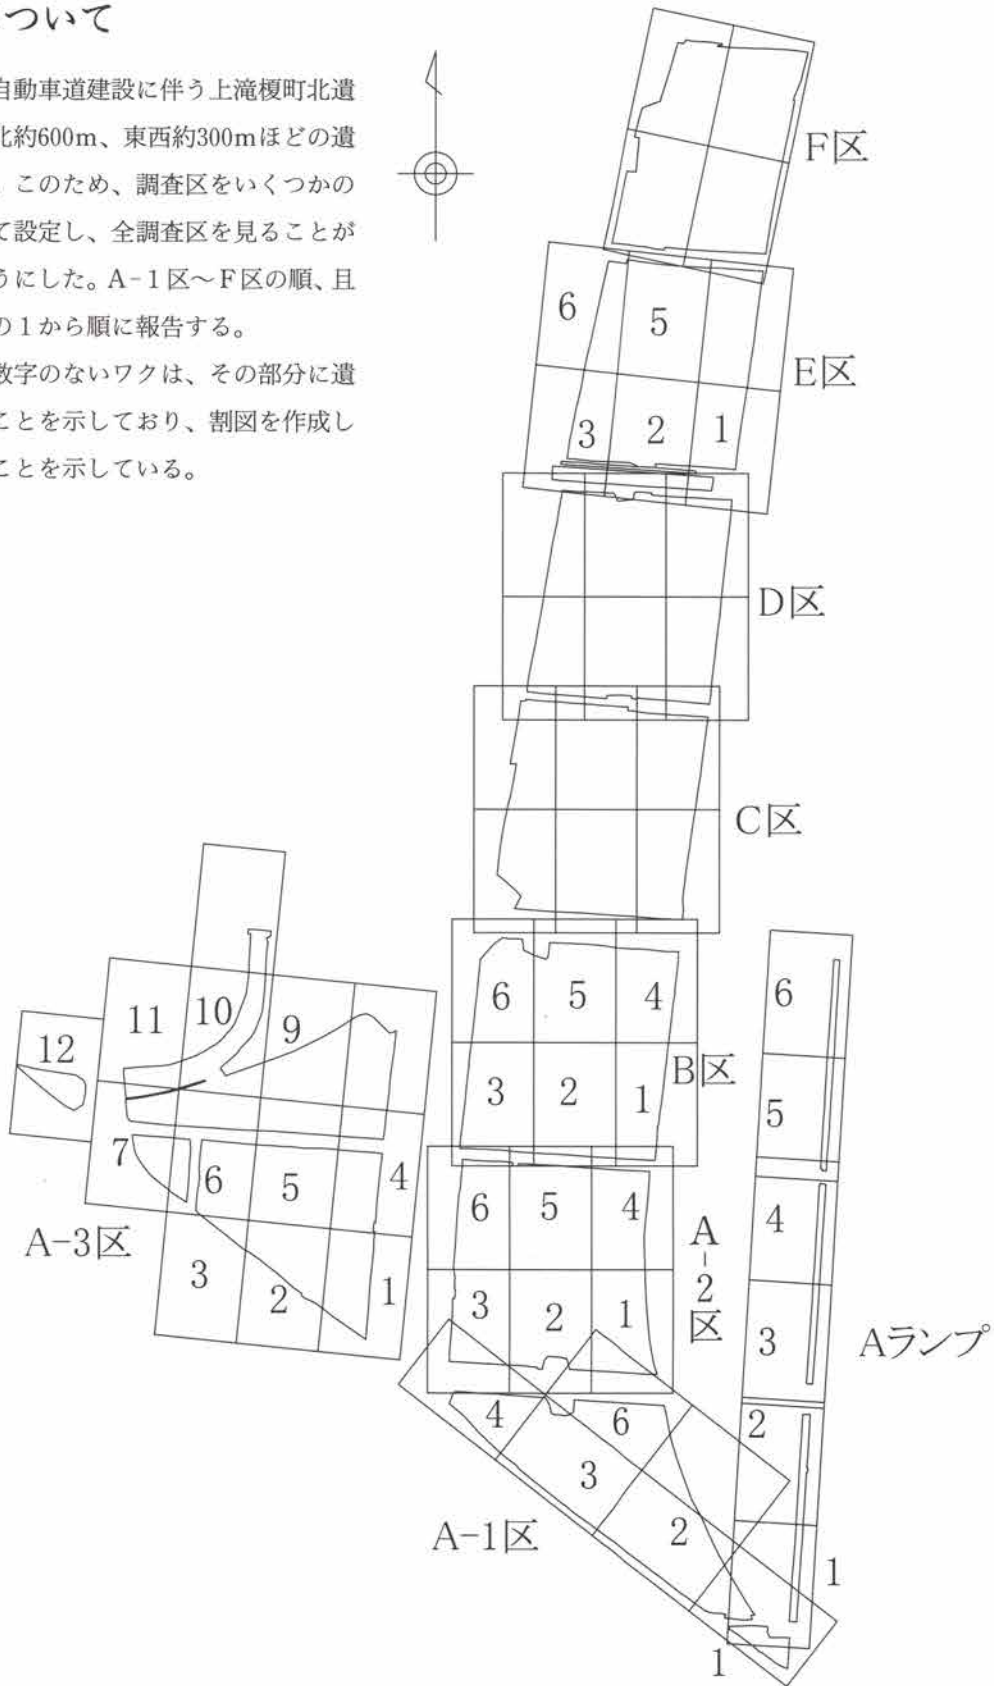 ついて
自動車道建設に伴う上滝榎町北遺
北約600m、東西約300mほどの遺
。このため、調査区をいくつかの
て設定し、全調査区を見ることが
うにした。A-1区～F区の順、且
の1から順に報告する。
数字のないワクは、その部分に遺
ことを示しており、割図を作成し
ことを示している。
F区
6
5
E区
3
2
1
D区
C区
6
5
4
B区
3
2
1
11
10
9
12
7
6
5
4
A-3区
3
2
1
6
5
4
A-2区
3
2
1
4
6
3
2
A-1区
1
6
5
4
3
Aランプ
2
1